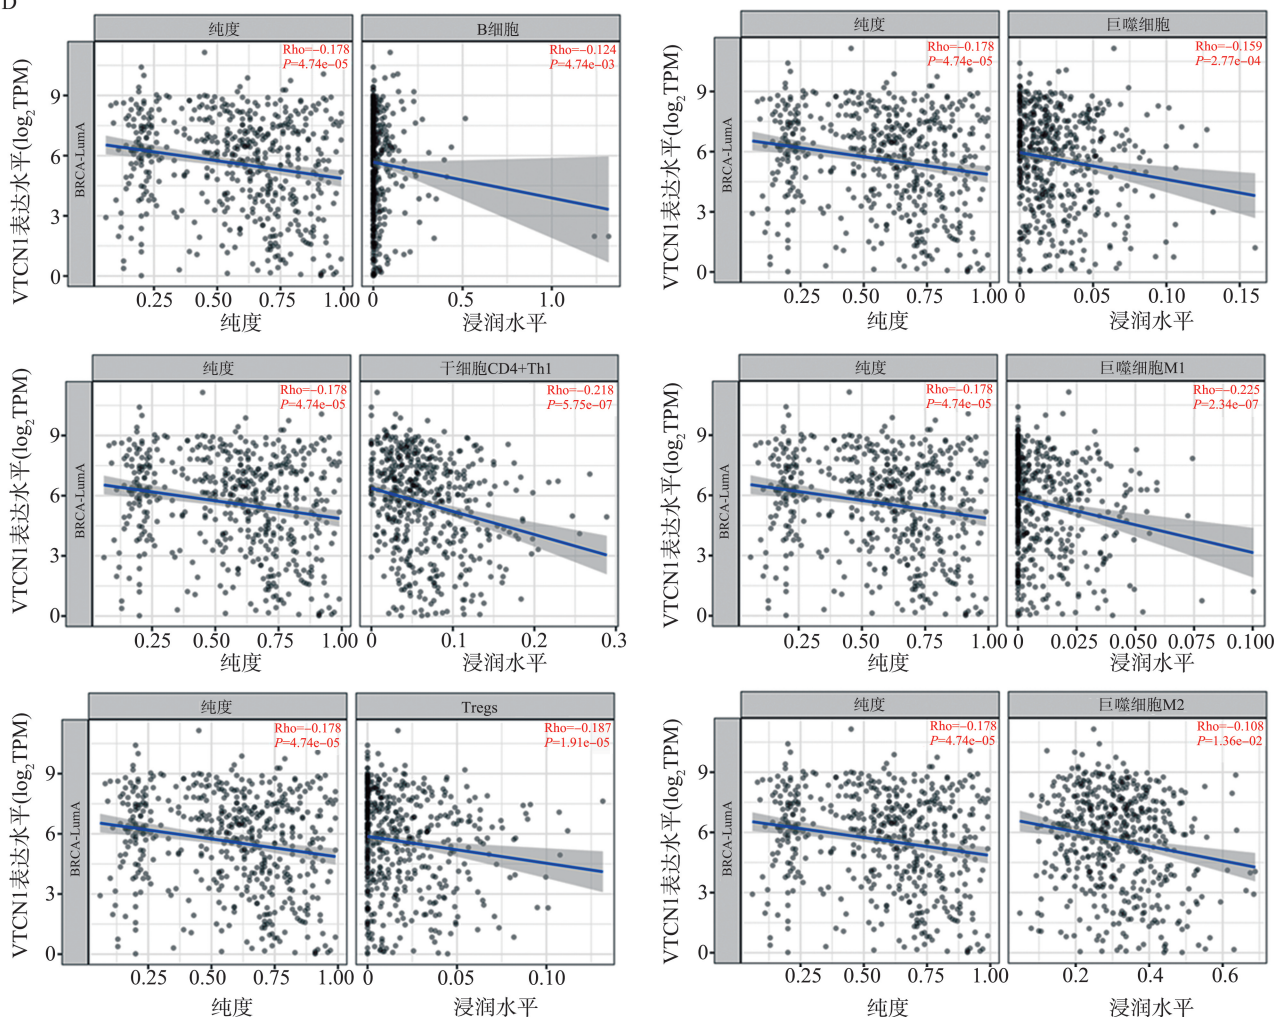 D
纯度
B细胞
Rho=−0.178
P=4.74e−05
Rho=−0.124
P=4.74e−03
VTCN1表达水平(log2TPM)
BRCA-LumA
9
6
3
0
0.25 0.50 0.75 1.00
0 0.5 1.0
纯度
浸润水平
纯度
巨噬细胞
Rho=−0.178
P=4.74e−05
Rho=−0.159
P=2.77e−04
VTCN1表达水平(log2TPM)
BRCA-LumA
9
6
3
0
0.25 0.50 0.75 1.00
0 0.05 0.10 0.15
纯度
浸润水平
纯度
干细胞CD4+Th1
Rho=−0.178
P=4.74e−05
Rho=−0.218
P=5.75e−07
VTCN1表达水平(log2TPM)
BRCA-LumA
9
6
3
0
0.25 0.50 0.75 1.00
0 0.1 0.2 0.3
纯度
浸润水平
纯度
巨噬细胞M1
Rho=−0.178
P=4.74e−05
Rho=−0.225
P=2.34e−07
VTCN1表达水平(log2TPM)
BRCA-LumA
9
6
3
0
0.25 0.50 0.75 1.00
0 0.025 0.050 0.075 0.100
纯度
浸润水平
纯度
Tregs
Rho=−0.178
P=4.74e−05
Rho=−0.187
P=1.91e−05
VTCN1表达水平(log2TPM)
BRCA-LumA
9
6
3
0
0.25 0.50 0.75 1.00
0 0.05 0.10
纯度
浸润水平
纯度
巨噬细胞M2
Rho=−0.178
P=4.74e−05
Rho=−0.108
P=1.36e−02
VTCN1表达水平(log2TPM)
BRCA-LumA
9
6
3
0
0.25 0.50 0.75 1.00
0.2 0.4 0.6
纯度
浸润水平